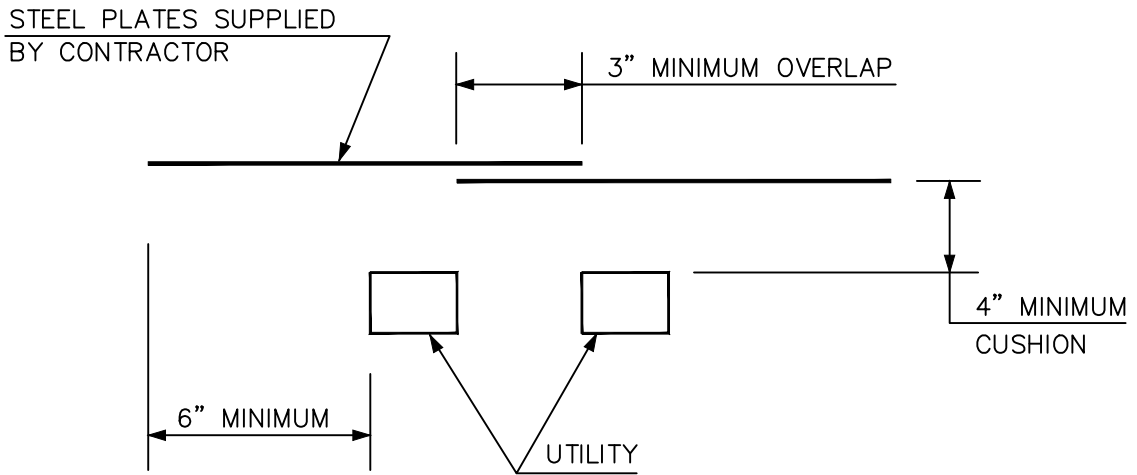 STEEL PLATES SUPPLIED
BY CONTRACTOR
3” MINIMUM OVERLAP
4” MINIMUM
CUSHION
6” MINIMUM
UTILITY